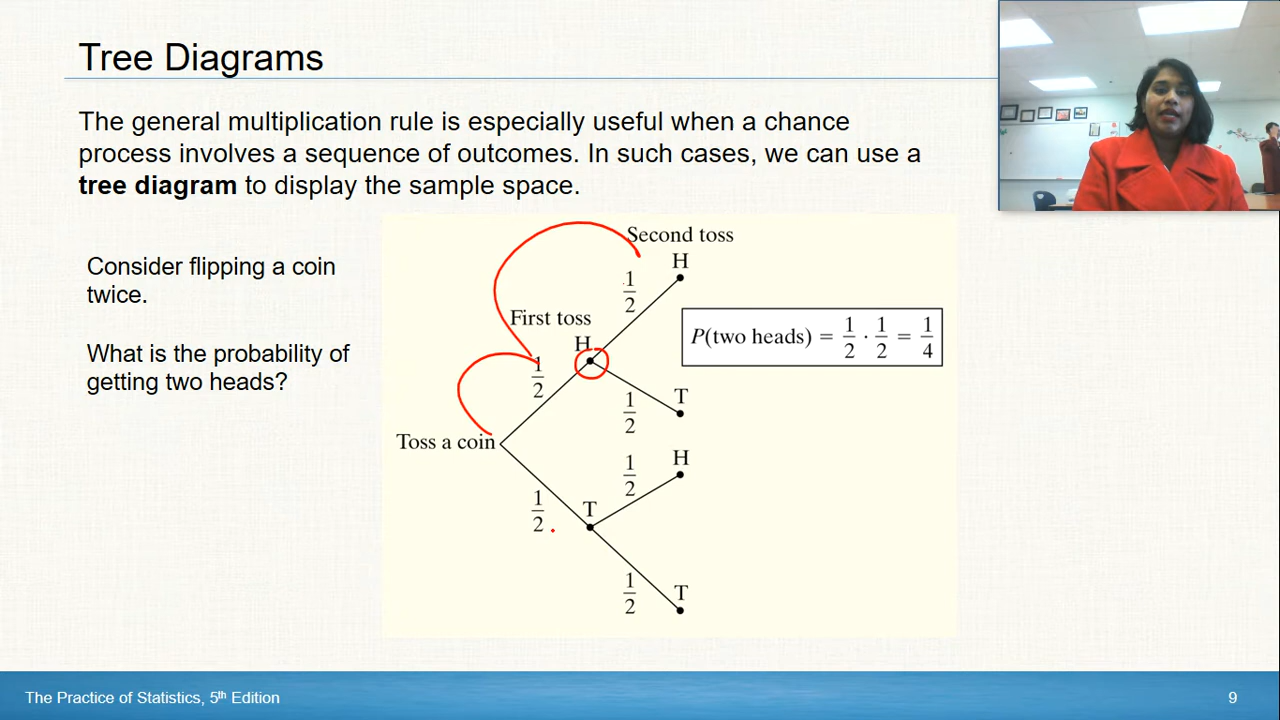 Tree Diagrams
The general multiplication rule is especially useful when a chance
process involves a sequence of outcomes. In such cases, we can use a
tree diagram to display the sample space.
Consider flipping a coin
twice.
What is the probability of
getting two heads?
Second toss
H
1/2
First toss
H
1/2
P(two heads) = 1/2 · 1/2 = 1/4
T
1/2
Toss a coin
H
1/2
T
1/2
T
1/2
The Practice of Statistics, 5th Edition
9